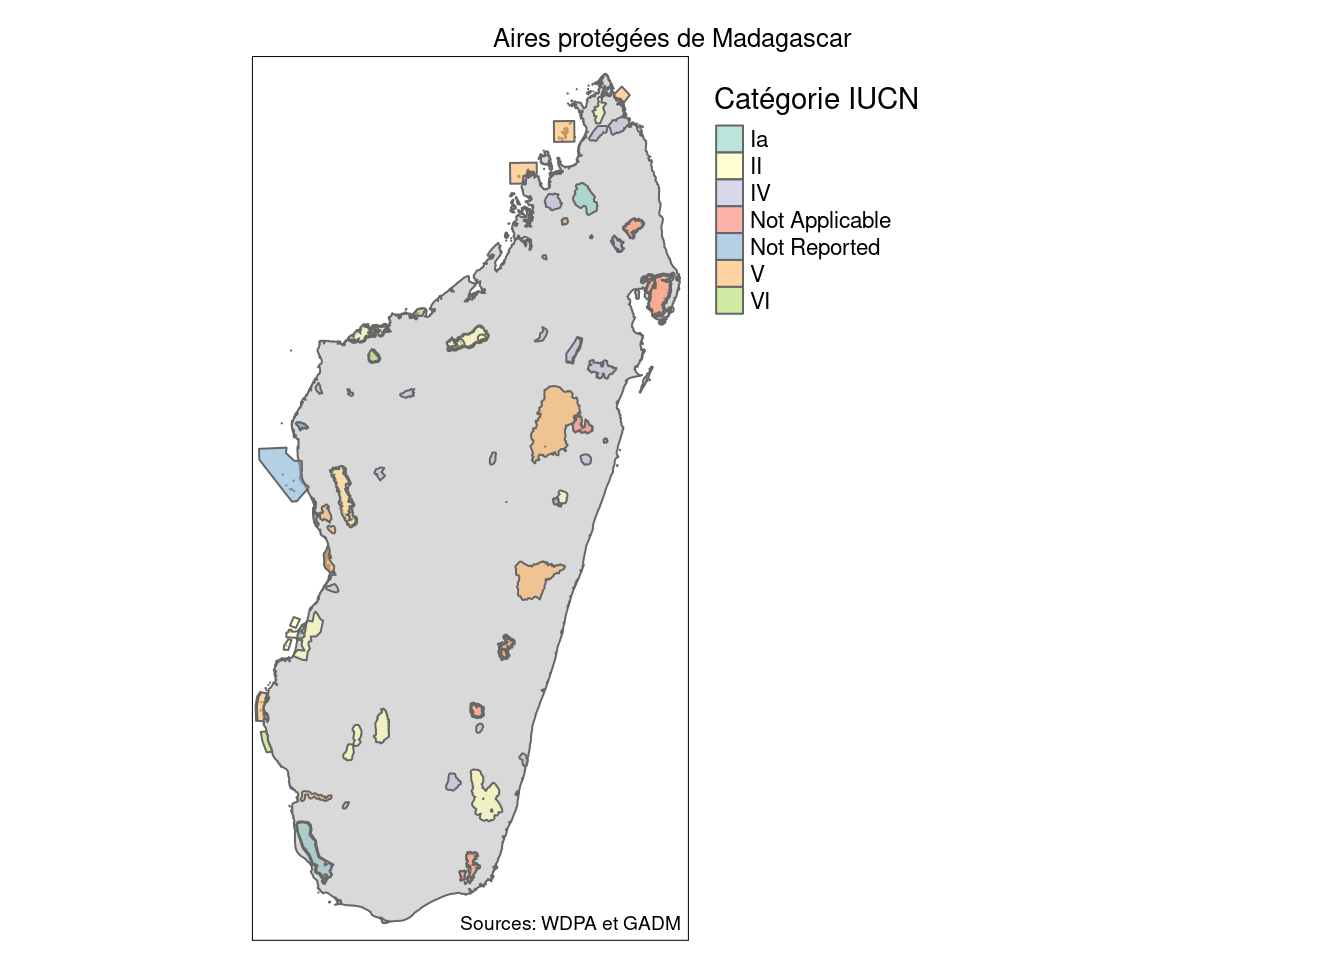 Aires protégées de Madagascar
Catégorie IUCN
Ia
II
IV
Not Applicable
Not Reported
V
VI
Sources: WDPA et GADM